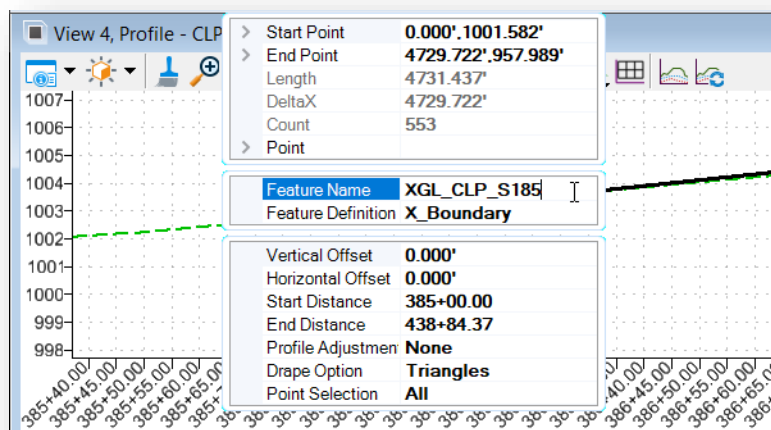 View 4, Profile - CLP
Start Point 0.000',1001.582'
End Point 4729.722',957.989'
Length 4731.437'
DeltaX 4729.722'
Count 553
Point
Feature Name XGL_CLP_S185
Feature Definition X_Boundary
Vertical Offset 0.000'
Horizontal Offset 0.000'
Start Distance 385+00.00
End Distance 438+84.37
Profile Adjustmen None
Drape Option Triangles
Point Selection All
1007
1006
1005
1004
1003
1002
1001
1000
999
998
385+40.00
385+45.00
385+50.00
385+55.00
385+60.00
385+65.00
386+40.00
386+45.00
386+50.00
386+55.00
386+60.00
386+65.00